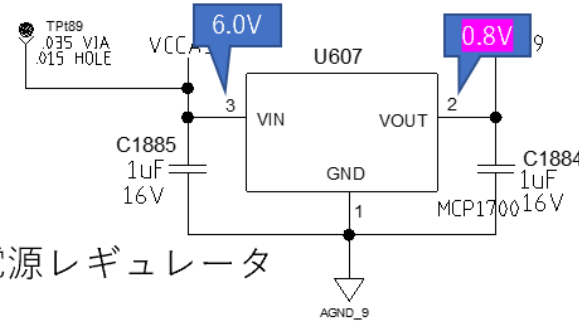 TPt89
.035 VIA
.015 HOLE
6.0V
0.8V
9
U607
3
VIN
VOUT
2
C1885
1uF
16V
GND
1
C1884
1uF
16V
MCP1700
源レギュレータ
AGND_9